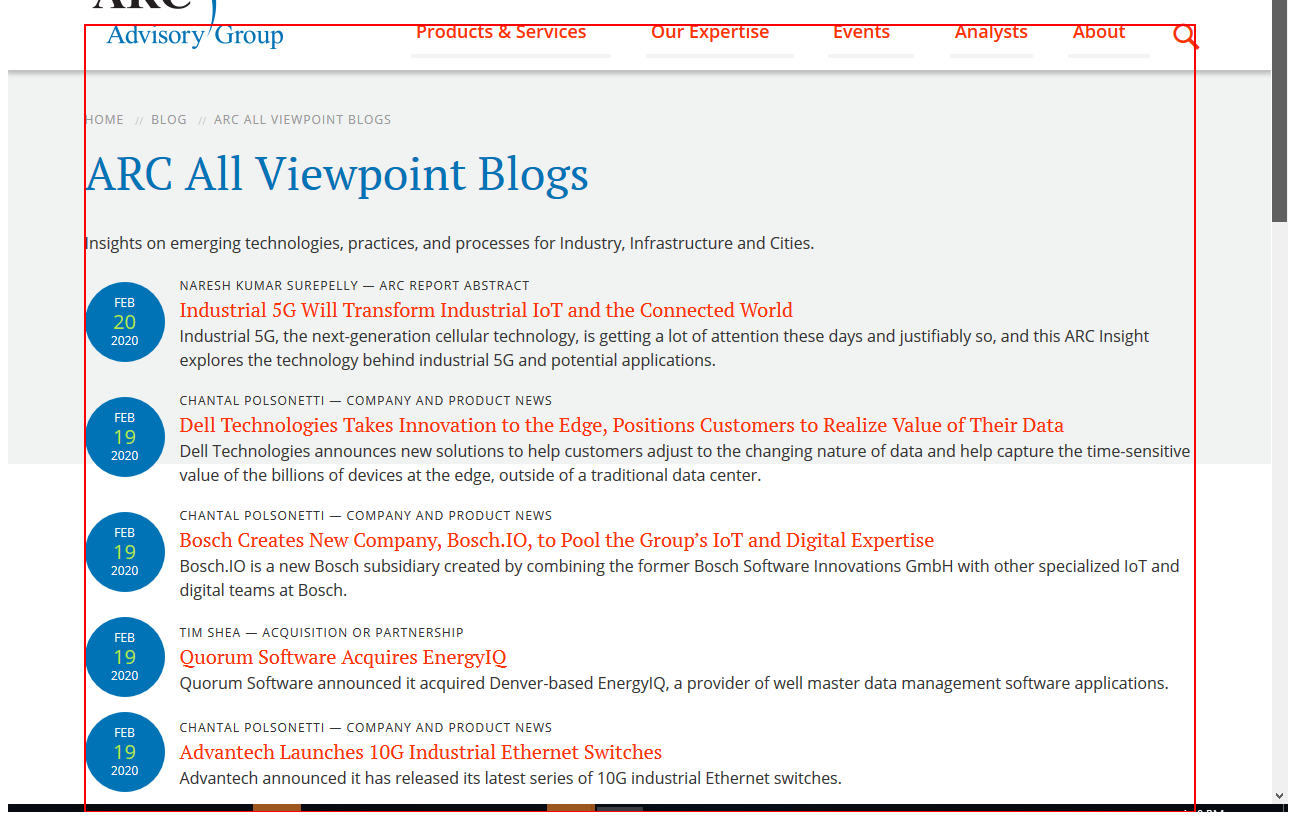 ARC
Advisory Group
Products & Services
Our Expertise
Events
Analysts
About
HOME // BLOG // ARC ALL VIEWPOINT BLOGS
ARC All Viewpoint Blogs
Insights on emerging technologies, practices, and processes for Industry, Infrastructure and Cities.
FEB
20
2020
NARESH KUMAR SUREPELLY — ARC REPORT ABSTRACT
Industrial 5G Will Transform Industrial IoT and the Connected World
Industrial 5G, the next-generation cellular technology, is getting a lot of attention these days and justifiably so, and this ARC Insight
explores the technology behind industrial 5G and potential applications.
FEB
19
2020
CHANTAL POLSONETTI — COMPANY AND PRODUCT NEWS
Dell Technologies Takes Innovation to the Edge, Positions Customers to Realize Value of Their Data
Dell Technologies announces new solutions to help customers adjust to the changing nature of data and help capture the time-sensitive
value of the billions of devices at the edge, outside of a traditional data center.
FEB
19
2020
CHANTAL POLSONETTI — COMPANY AND PRODUCT NEWS
Bosch Creates New Company, Bosch.IO, to Pool the Group’s IoT and Digital Expertise
Bosch.IO is a new Bosch subsidiary created by combining the former Bosch Software Innovations GmbH with other specialized IoT and
digital teams at Bosch.
FEB
19
2020
TIM SHEA — ACQUISITION OR PARTNERSHIP
Quorum Software Acquires EnergyIQ
Quorum Software announced it acquired Denver-based EnergyIQ, a provider of well master data management software applications.
FEB
19
2020
CHANTAL POLSONETTI — COMPANY AND PRODUCT NEWS
Advantech Launches 10G Industrial Ethernet Switches
Advantech announced it has released its latest series of 10G industrial Ethernet switches.